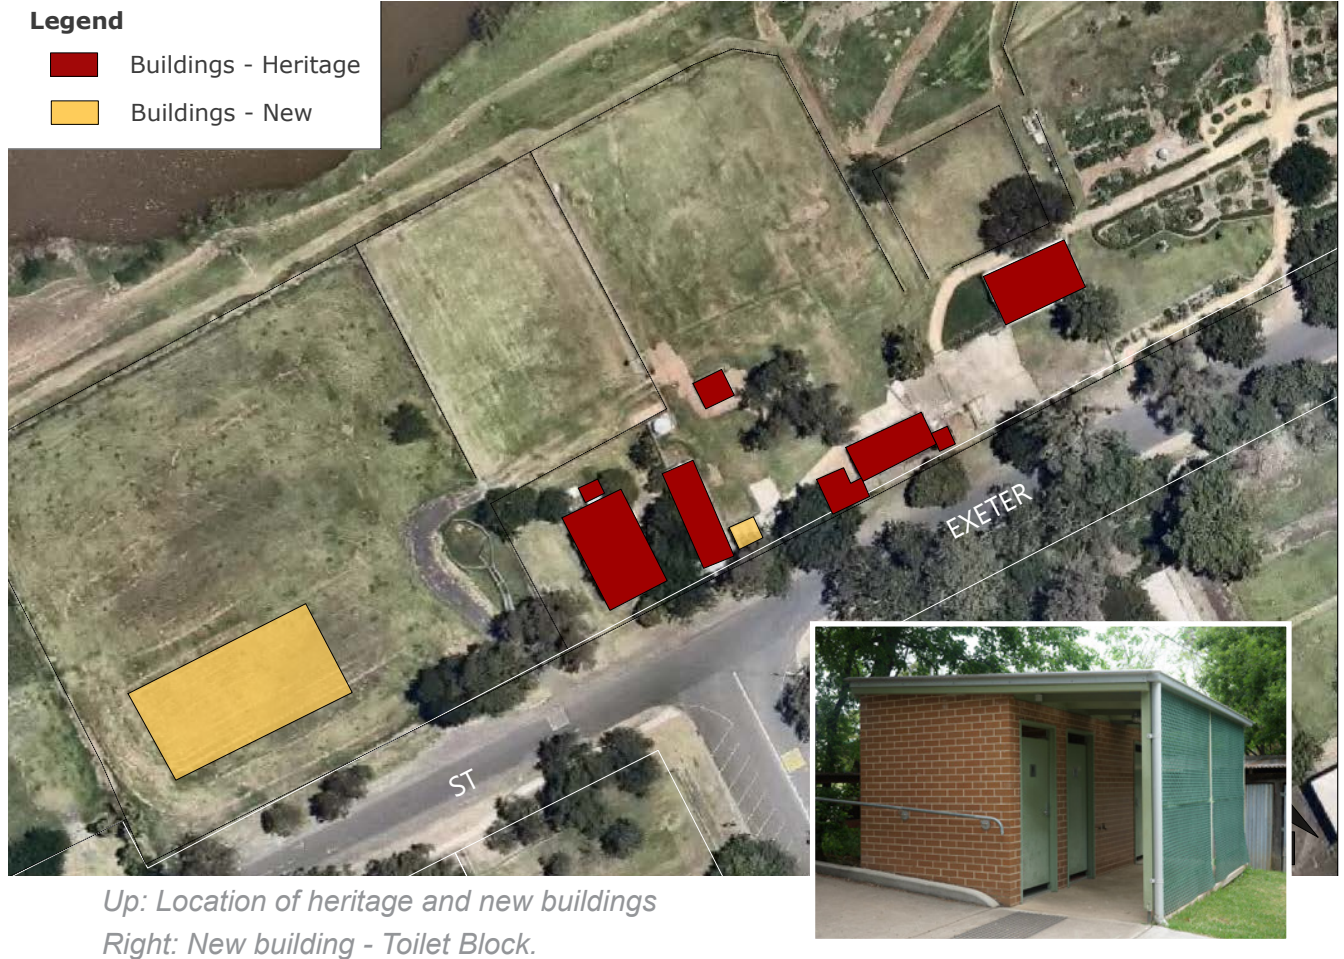 Legend
Buildings - Heritage
Buildings - New
EXETER
ST
Up: Location of heritage and new buildings
Right: New building - Toilet Block.